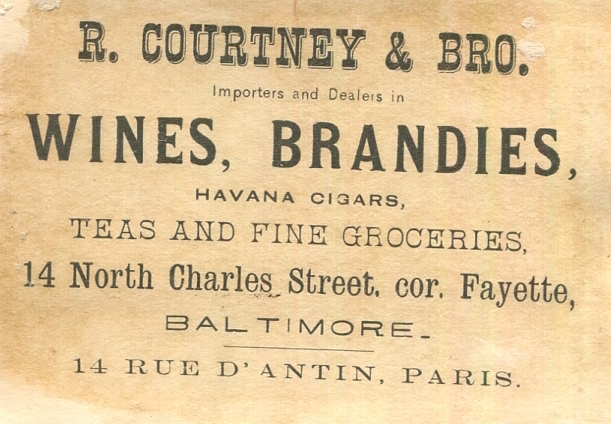 R. COURTNEY & BRO.
Importers and Dealers in
WINES, BRANDIES,
HAVANA CIGARS,
TEAS AND FINE GROCERIES,
14 North Charles Street. cor. Fayette,
BALTIMORE.
14 RUE D'ANTIN, PARIS.